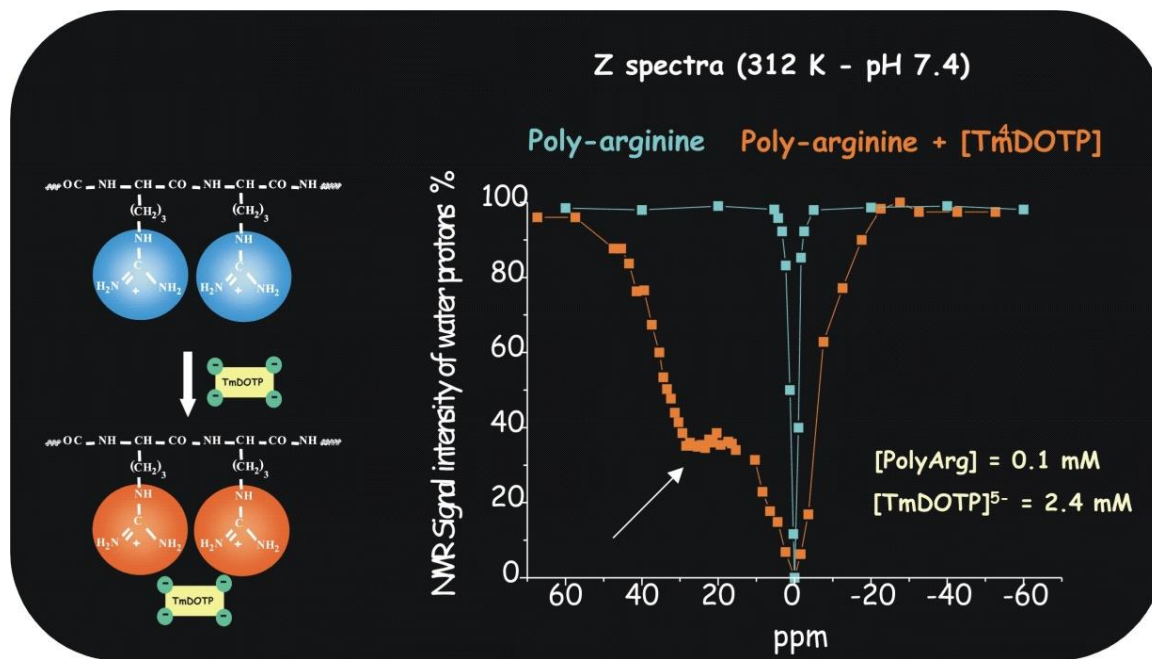 Z spectra (312 K - pH 7.4)
Poly-arginine
Poly-arginine + [Tm⁴DOTP]
OC – NH – CH – CO – NH – CH – CO – NH
(CH₂)₃ (CH₂)₃
NH NH
C C
H₂N + NH₂ H₂N + NH₂
TmDOTP
OC – NH – CH – CO – NH – CH – CO – NH
(CH₂)₃ (CH₂)₃
NH NH
C C
H₂N + NH₂ H₂N + NH₂
TmDOTP
NMR Signal intensity of water protons %
100
80
60
40
20
0
60 40 20 0 -20 -40 -60
ppm
[PolyArg] = 0.1 mM
[TmDOTP]⁵⁻ = 2.4 mM